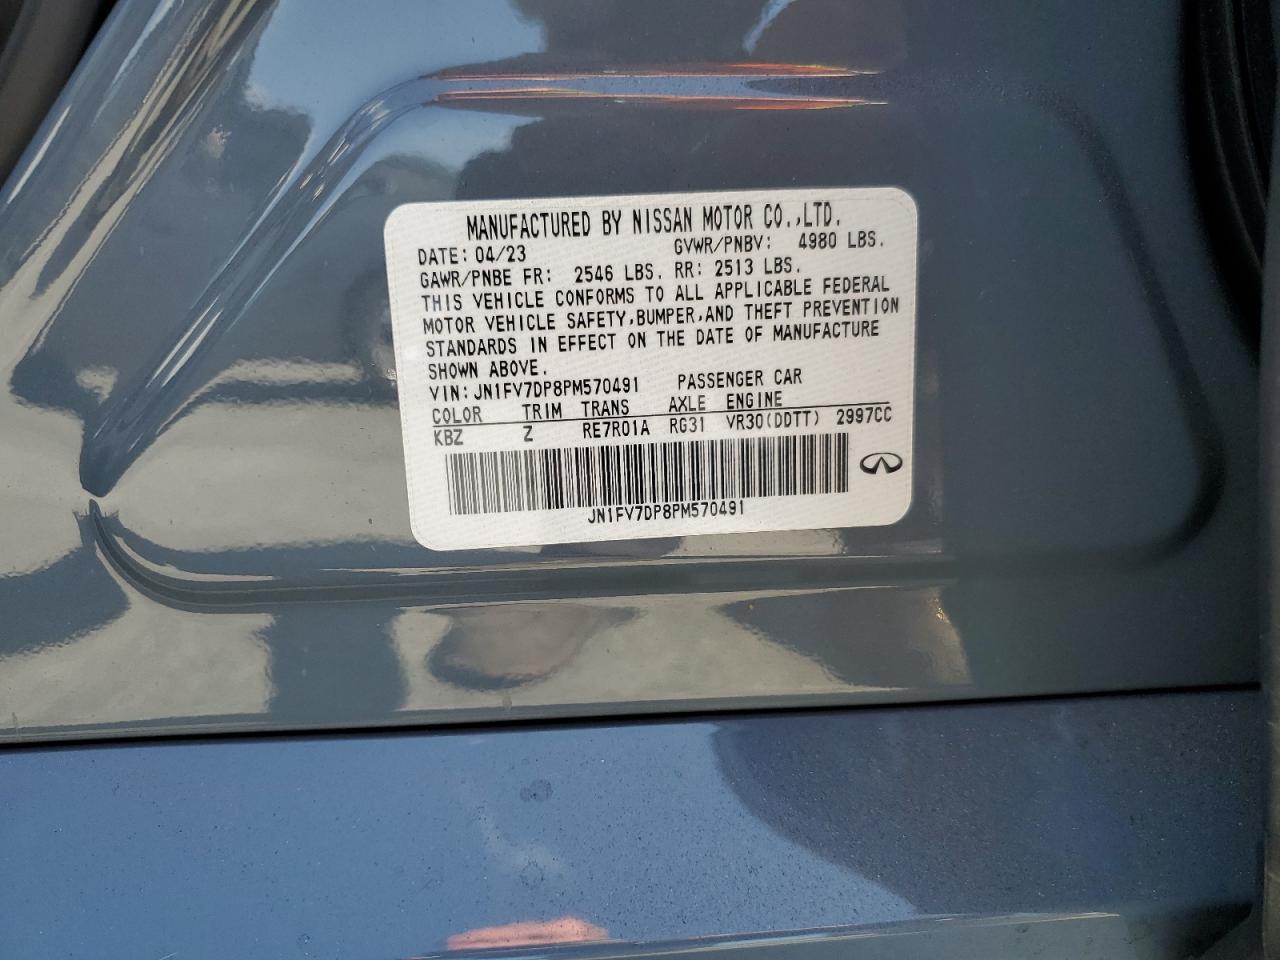 MANUFACTURED BY NISSAN MOTOR CO.,LTD.
DATE: 04/23 GVWR/PNBV: 4980 LBS.
GAWR/PNBE FR: 2546 LBS. RR: 2513 LBS.
THIS VEHICLE CONFORMS TO ALL APPLICABLE FEDERAL
MOTOR VEHICLE SAFETY,BUMPER,AND THEFT PREVENTION
STANDARDS IN EFFECT ON THE DATE OF MANUFACTURE
SHOWN ABOVE.
VIN: JN1FV7DP8PM570491 PASSENGER CAR
COLOR TRIM TRANS AXLE ENGINE
KBZ Z RE7R01A RG31 VR30(DDTT) 2997CC
JN1FV7DP8PM570491